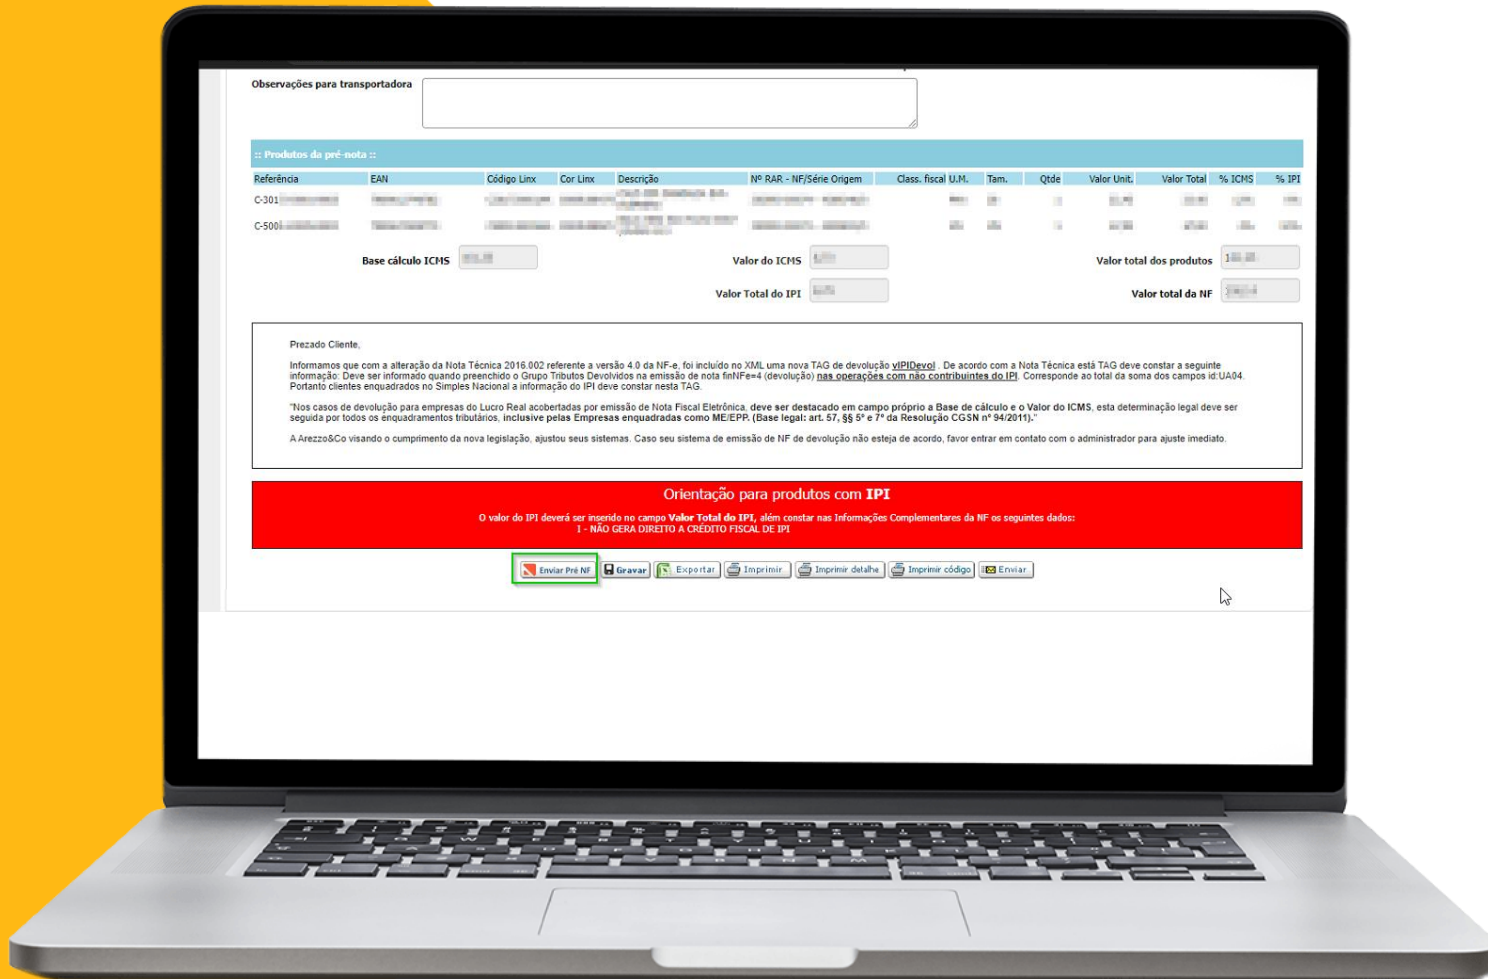 Observações para transportadora
:: Produtos da pré-nota ::
Referência EAN Código Linx Cor Linx Descrição Nº RAR - NF/Série Origem Class. fiscal U.M. Tam. Qtde Valor Unit. Valor Total % ICMS % IPI
C-301
C-500
Base cálculo ICMS Valor do ICMS Valor total dos produtos
Valor Total do IPI Valor total da NF
Prezado Cliente,
Informamos que com a alteração da Nota Técnica 2016.002 referente a versão 4.0 da NF-e, foi incluído no XML uma nova TAG de devolução vIPIDevol . De acordo com a Nota Técnica está TAG deve constar a seguinte
informação: Deve ser informado quando preenchido o Grupo Tributos Devolvidos na emissão de nota finNFe=4 (devolução) nas operações com não contribuintes do IPI. Corresponde ao total da soma dos campos id:UA04.
Portanto clientes enquadrados no Simples Nacional a informação do IPI deve constar nesta TAG.
"Nos casos de devolução para empresas do Lucro Real acobertadas por emissão de Nota Fiscal Eletrônica, deve ser destacado em campo próprio a Base de cálculo e o Valor do ICMS, esta determinação legal deve ser
seguida por todos os enquadramentos tributários, inclusive pelas Empresas enquadradas como ME/EPP. (Base legal: art. 57, §§ 5º e 7º da Resolução CGSN nº 94/2011)."
A Arezzo&Co visando o cumprimento da nova legislação, ajustou seus sistemas. Caso seu sistema de emissão de NF de devolução não esteja de acordo, favor entrar em contato com o administrador para ajuste imediato.
Orientação para produtos com IPI
O valor do IPI deverá ser inserido no campo Valor Total do IPI, além constar nas Informações Complementares da NF os seguintes dados:
I - NÃO GERA DIREITO A CRÉDITO FISCAL DE IPI
Enviar Pré NF Gravar Exportar Imprimir Imprimir detalhe Imprimir código Enviar